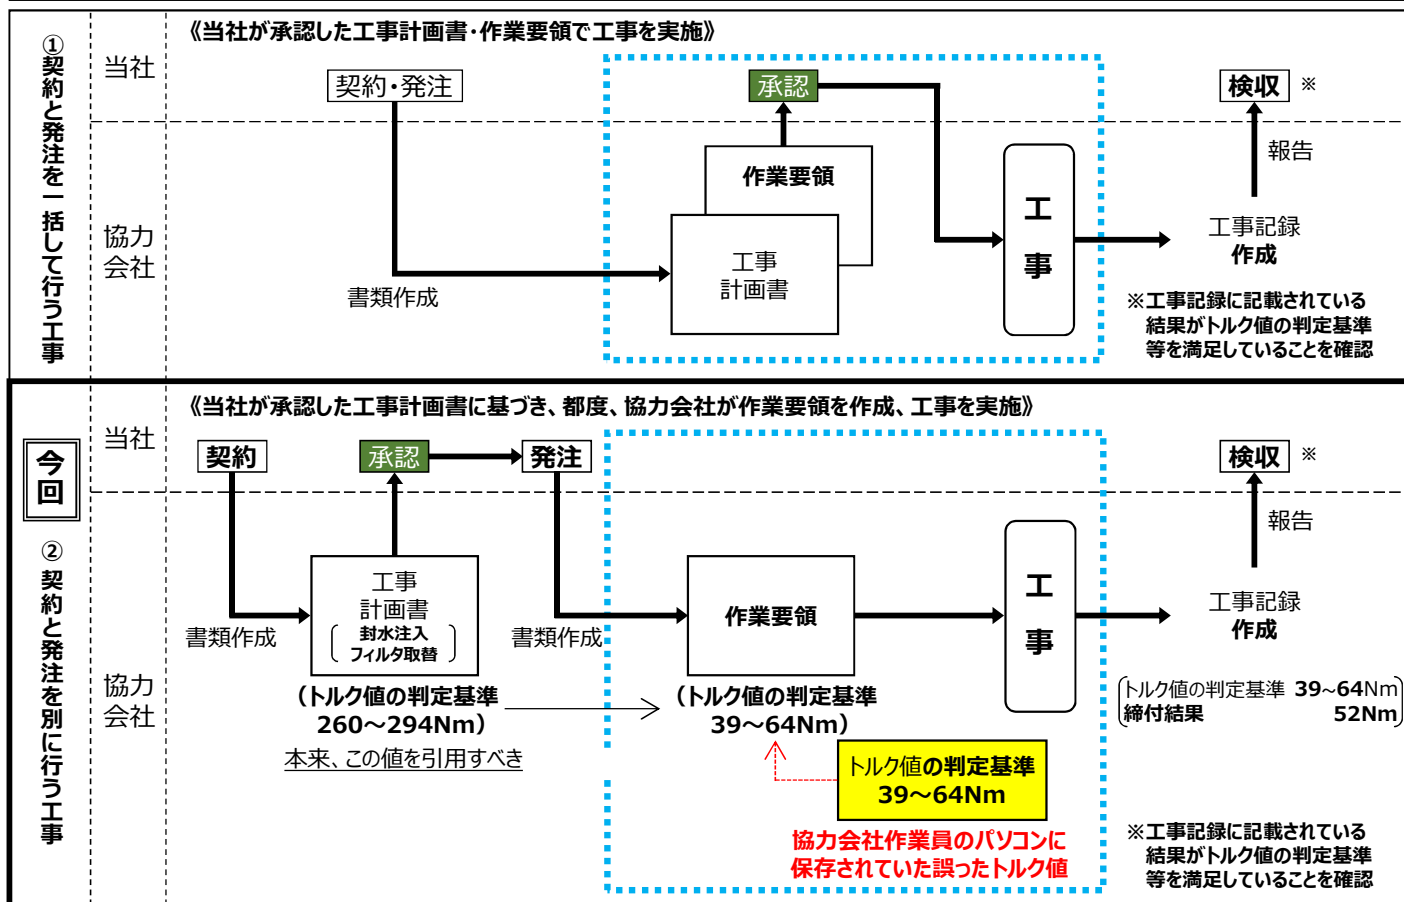 ①契約と発注を一括して行う工事
当社
協力
会社
《当社が承認した工事計画書・作業要領で工事を実施》
契約・発注
書類作成
承認
作業要領
工事
計画書
工
事
検収 ※
報告
工事記録
作成
※工事記録に記載されている
結果がトルク値の判定基準
等を満足していることを確認
今
回
②契約と発注を別に行う工事
当社
協力
会社
《当社が承認した工事計画書に基づき、都度、協力会社が作業要領を作成、工事を実施》
契約
書類作成
承認
工事
計画書
封水注入
フィルタ取替
(トルク値の判定基準
260～294Nm)
本来、この値を引用すべき
発注
書類作成
作業要領
(トルク値の判定基準
39～64Nm)
トルク値の判定基準
39～64Nm
協力会社作業員のパソコンに
保存されていた誤ったトルク値
工
事
検収 ※
報告
工事記録
作成
トルク値の判定基準 39~64Nm
締付結果 52Nm
※工事記録に記載されている
結果がトルク値の判定基準
等を満足していることを確認